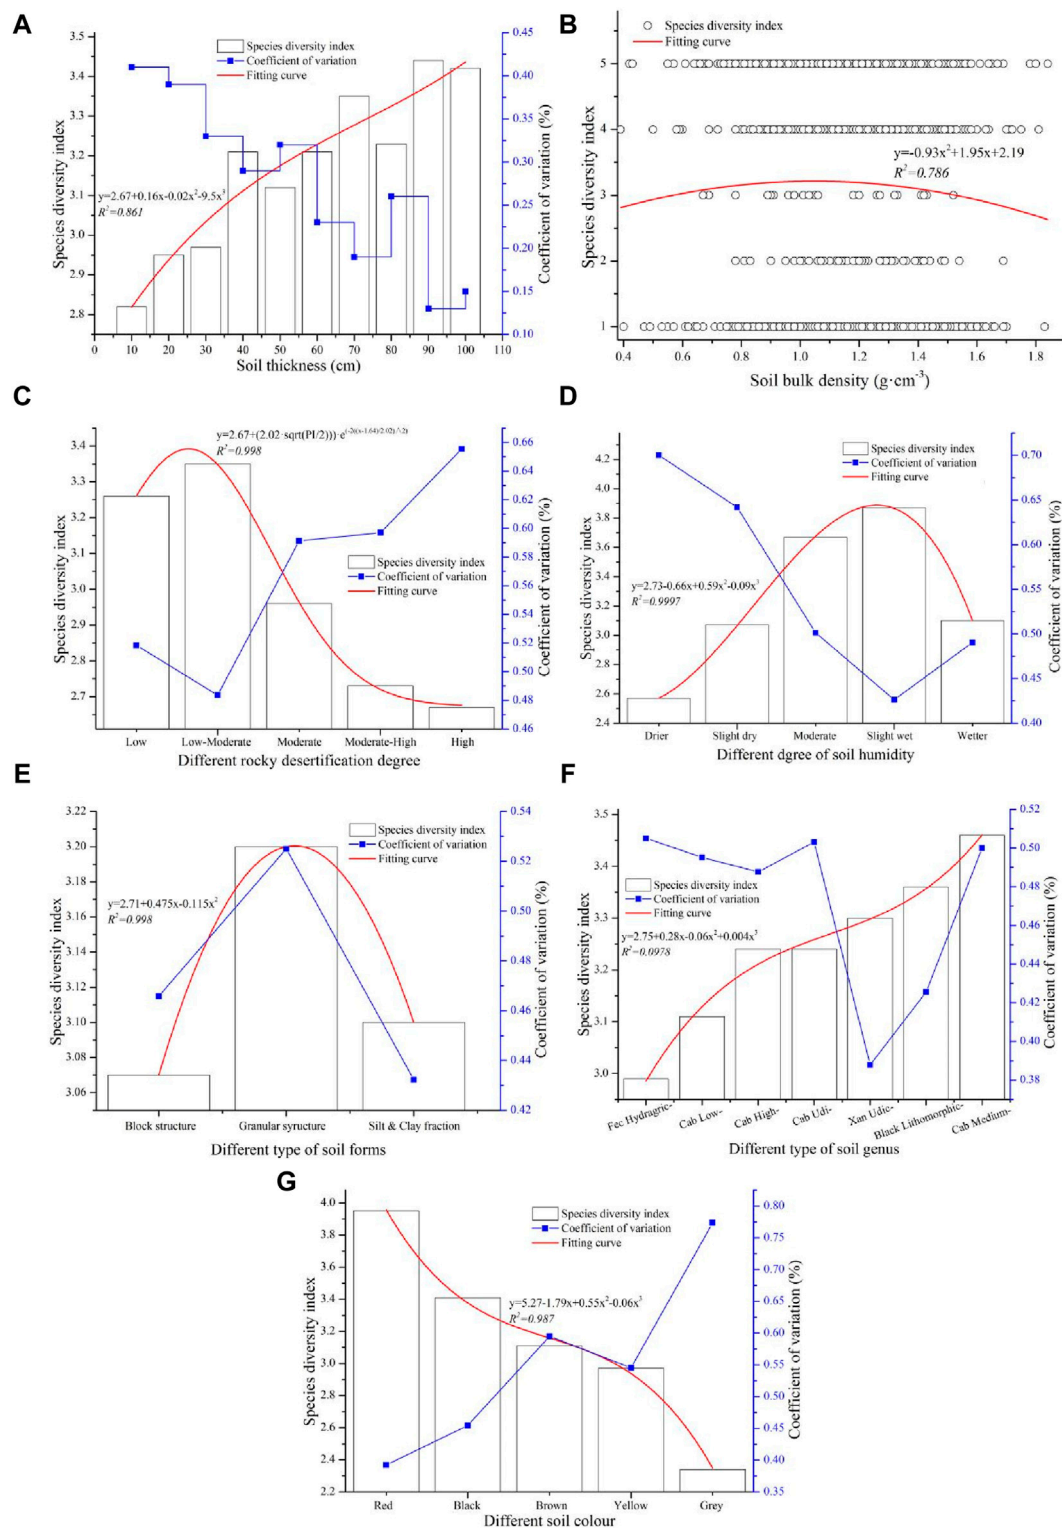 A
Species diversity index
Coefficient of variation
Fitting curve
y=2.67+0.16x-0.02x²-9.5x³
R²=0.861
Species diversity index
3.5
3.4
3.3
3.2
3.1
3.0
2.9
2.8
0.45
0.40
0.35
0.30
0.25
0.20
0.15
0.10
Coefficient of variation (%)
0 10 20 30 40 50 60 70 80 90 100 110
Soil thickness (cm)
B
Species diversity index
Fitting curve
y=-0.93x²+1.95x+2.19
R²=0.786
Species diversity index
5
4
3
2
1
0.4 0.6 0.8 1.0 1.2 1.4 1.6 1.8
Soil bulk density (g·cm⁻³)
C
y=2.67+(2.02·sqrt(PI/2)))·e^(-2((x-1.64)/2.02)^2)
R²=0.998
Species diversity index
Coefficient of variation
Fitting curve
Species diversity index
3.4
3.3
3.2
3.1
3.0
2.9
2.8
2.7
0.66
0.64
0.62
0.60
0.58
0.56
0.54
0.52
0.50
0.48
0.46
Coefficient of variation (%)
Low Low-Moderate Moderate Moderate-High High
Different rocky desertification degree
D
Species diversity index
Coefficient of variation
Fitting curve
y=2.73-0.66x+0.59x²-0.09x³
R²=0.9997
Species diversity index
4.2
4.0
3.8
3.6
3.4
3.2
3.0
2.8
2.6
2.4
0.70
0.65
0.60
0.55
0.50
0.45
0.40
Coefficient of variation (%)
Drier Slight dry Moderate Slight wet Wetter
Different dgree of soil humidity
E
Species diversity index
Coefficient of variation
Fitting curve
y=2.71+0.475x-0.115x²
R²=0.998
Species diversity index
3.22
3.20
3.18
3.16
3.14
3.12
3.10
3.08
3.06
0.54
0.52
0.50
0.48
0.46
0.44
0.42
Coefficient of variation (%)
Block structure Granular syructure Silt & Clay fraction
Different type of soil forms
F
Species diversity index
Coefficient of variation
Fitting curve
y=2.75+0.28x-0.06x²+0.004x³
R²=0.0978
Species diversity index
3.5
3.4
3.3
3.2
3.1
3.0
0.52
0.50
0.48
0.46
0.44
0.42
0.40
0.38
Coefficient of variation (%)
Fec Hydragric- Cab Low- Cab High- Cab Udi- Xan Udic- Black Lithomorphic- Cab Medium-
Different type of soil genus
G
Species diversity index
Coefficient of variation
Fitting curve
y=5.27-1.79x+0.55x²-0.06x³
R²=0.987
Species diversity index
4.0
3.8
3.6
3.4
3.2
3.0
2.8
2.6
2.4
2.2
0.80
0.75
0.70
0.65
0.60
0.55
0.50
0.45
0.40
0.35
Coefficient of variation (%)
Red Black Brown Yellow Grey
Different soil colour